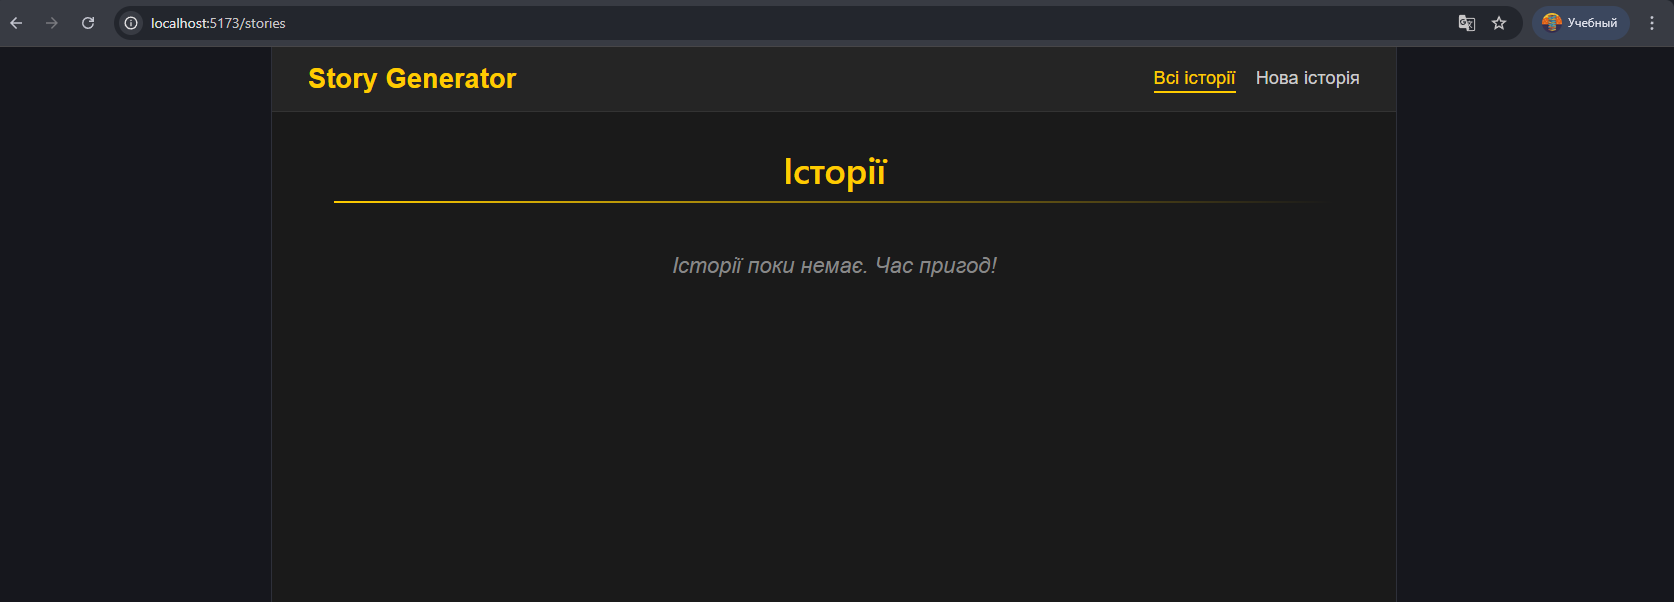 localhost:5173/stories
Учебный
Story Generator
Всі історії
Нова історія
Історії
Історії поки немає. Час пригод!